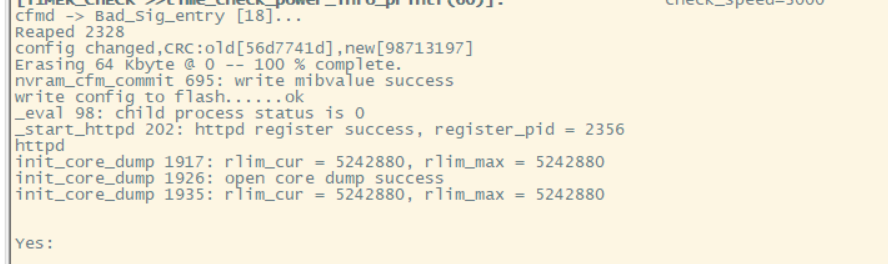 [TIMER_CHECK >>time_check_power_info_printf(60)]: check_speed=3000
cfmd -> Bad_Sig_entry [18]...
Reaped 2328
config changed,CRC:old[56d7741d],new[98713197]
Erasing 64 Kbyte @ 0 -- 100 % complete.
nvram_cfm_commit 695: write mibvalue success
write config to flash......ok
_eval 98: child process status is 0
_start_httpd 202: httpd register success, register_pid = 2356
httpd
init_core_dump 1917: rlim_cur = 5242880, rlim_max = 5242880
init_core_dump 1926: open core dump success
init_core_dump 1935: rlim_cur = 5242880, rlim_max = 5242880
Yes: